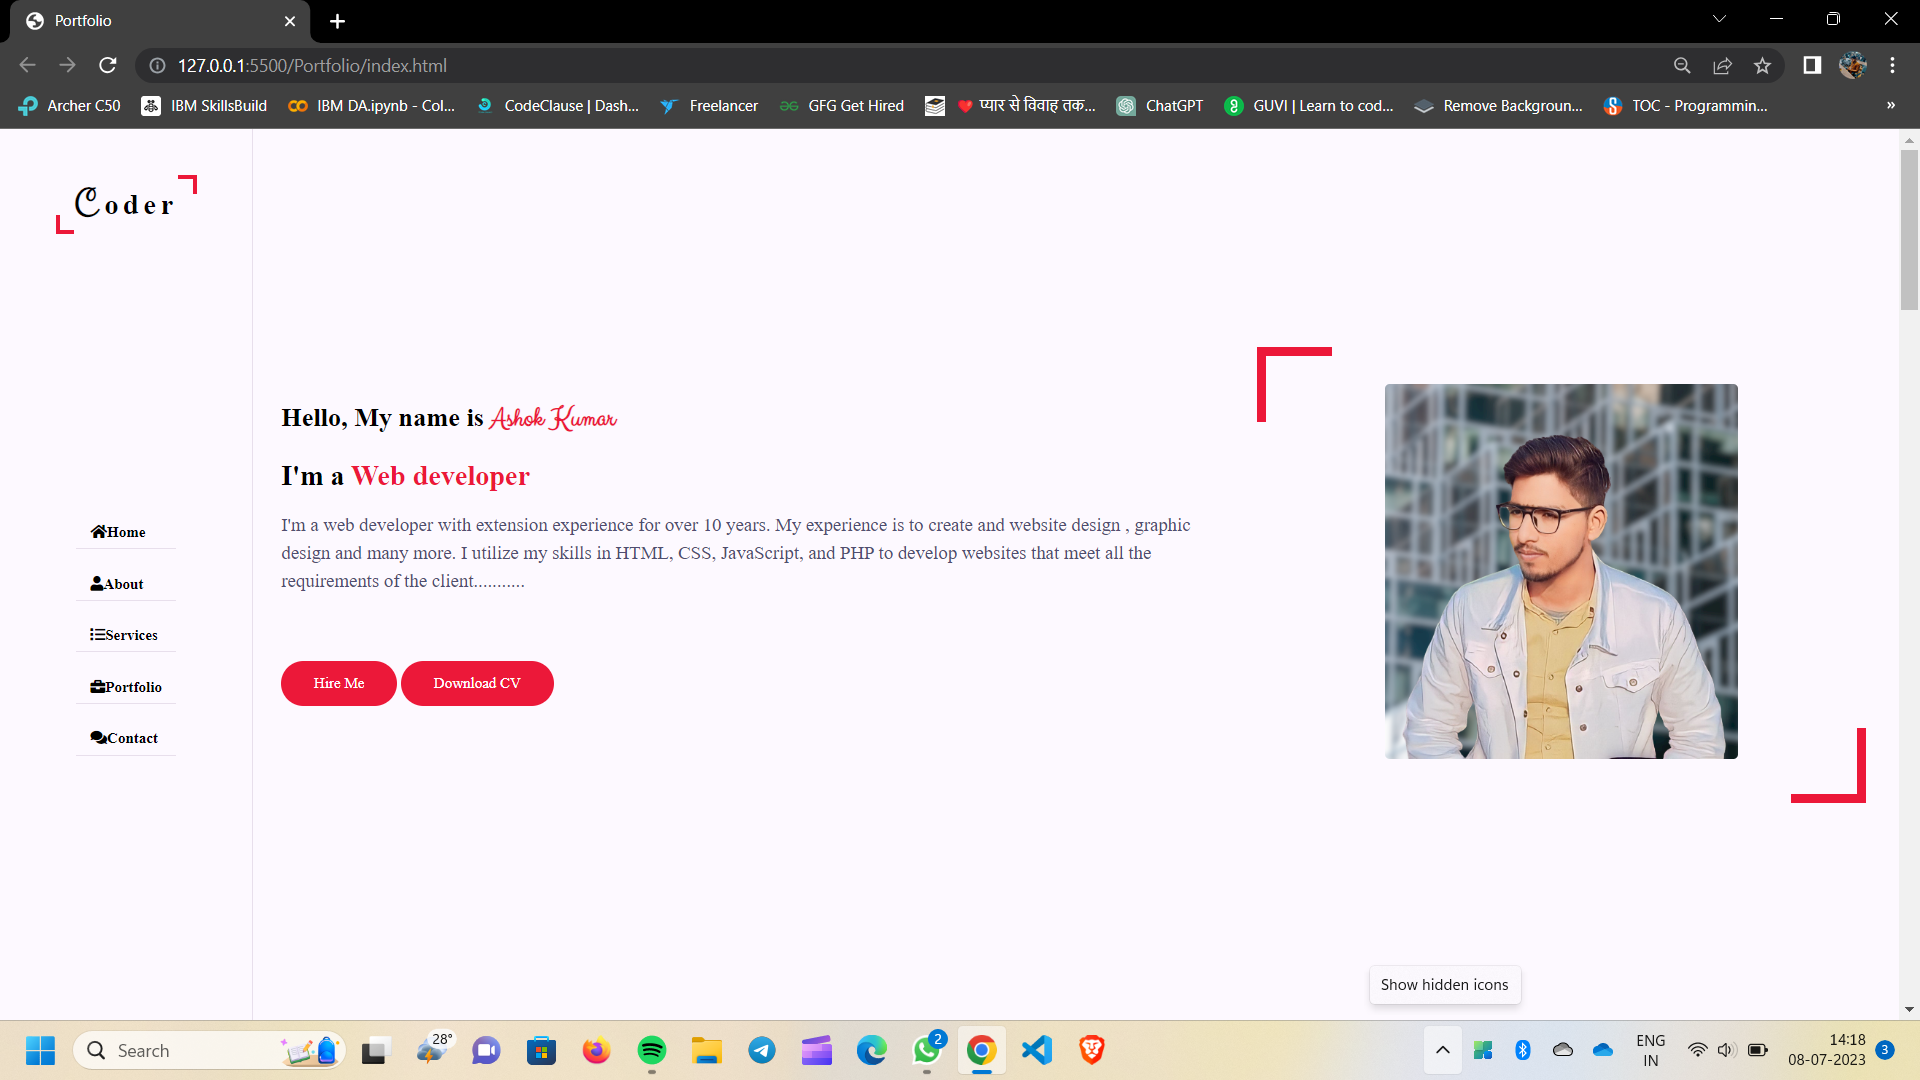 Portfolio
127.0.0.1:5500/Portfolio/index.html
Archer C50
IBM SkillsBuild
IBM DA.ipynb - Col...
CodeClause | Dash...
Freelancer
GFG Get Hired
प्यार से विवाह तक...
ChatGPT
GUVI | Learn to cod...
Remove Backgroun...
TOC - Programmin...
»
Coder
Hello, My name is Ashok Kumar
I'm a Web developer
I'm a web developer with extension experience for over 10 years. My experience is to create and website design , graphic
design and many more. I utilize my skills in HTML, CSS, JavaScript, and PHP to develop websites that meet all the
requirements of the client...........
Hire Me
Download CV
Home
About
Services
Portfolio
Contact
Show hidden icons
Search
28°
2
ENG
IN
14:18
08-07-2023
3